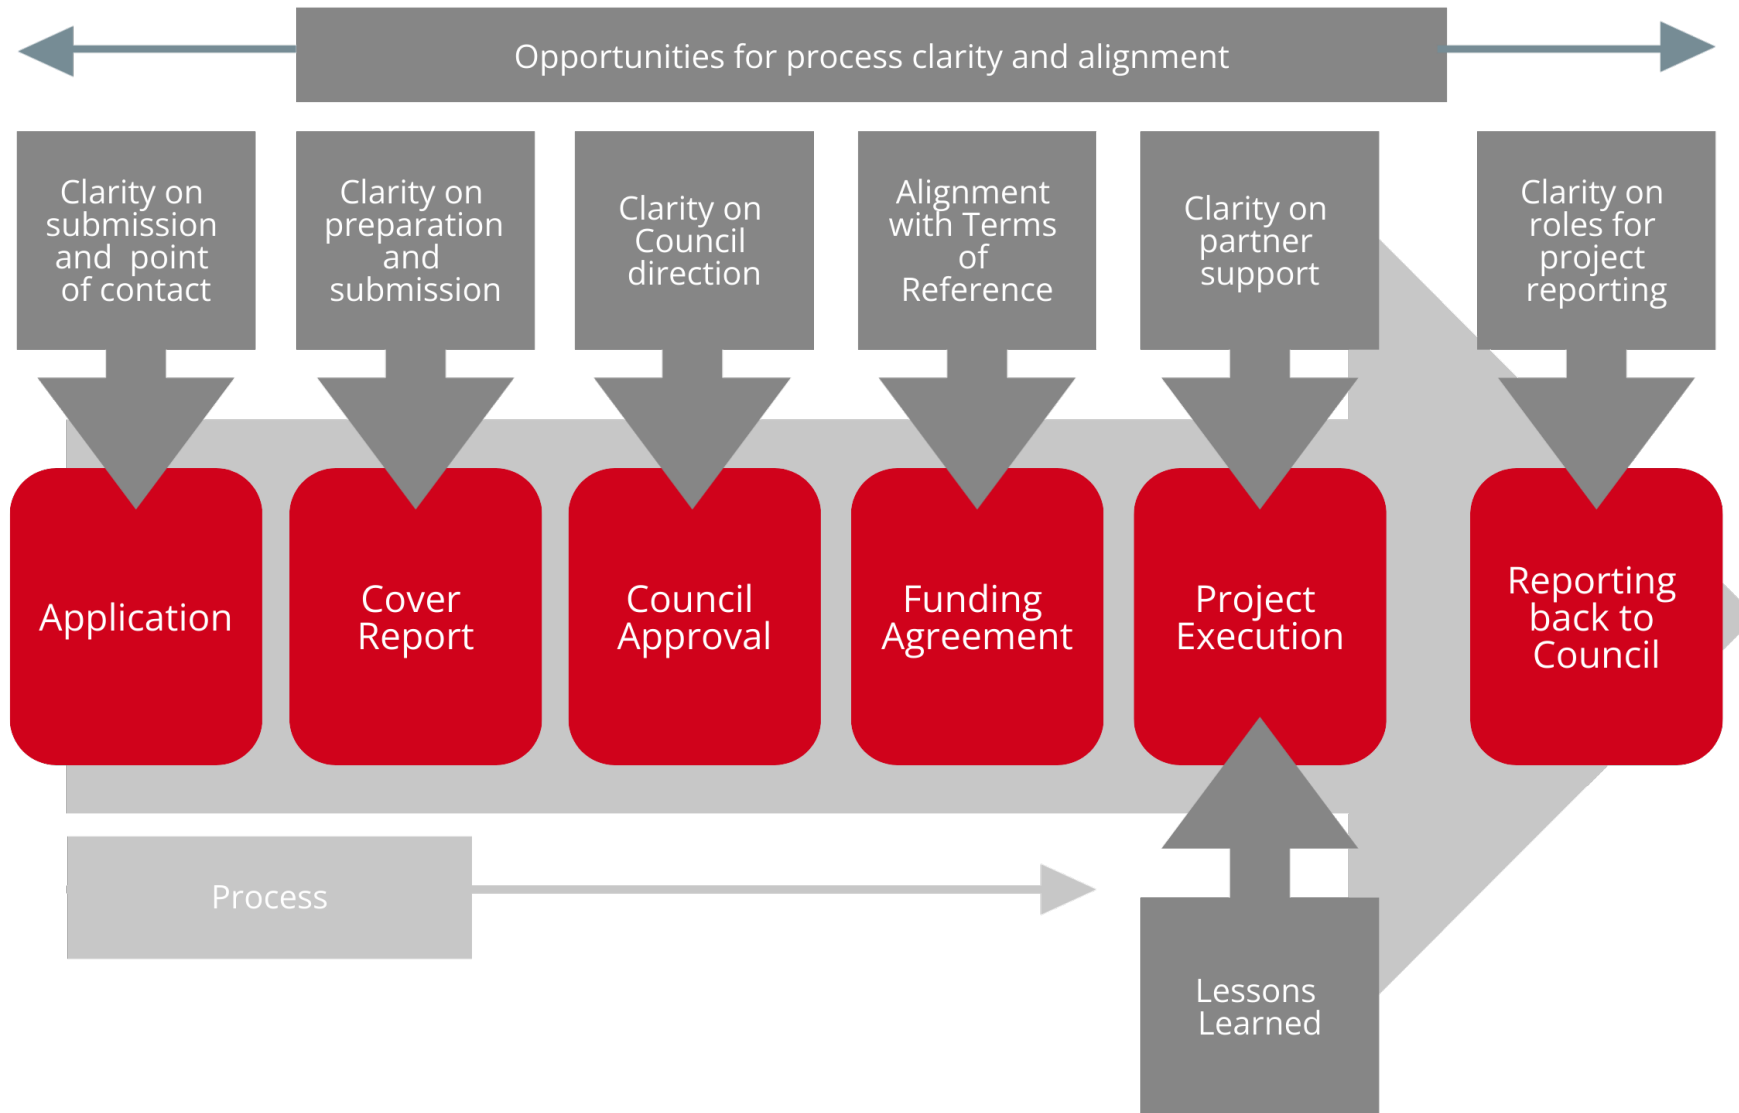 Opportunities for process clarity and alignment
Clarity on
submission
and point
of contact
Clarity on
preparation
and
submission
Clarity on
Council
direction
Alignment
with Terms
of
Reference
Clarity on
partner
support
Clarity on
roles for
project
reporting
Application
Cover
Report
Council
Approval
Funding
Agreement
Project
Execution
Reporting
back to
Council
Process
Lessons
Learned